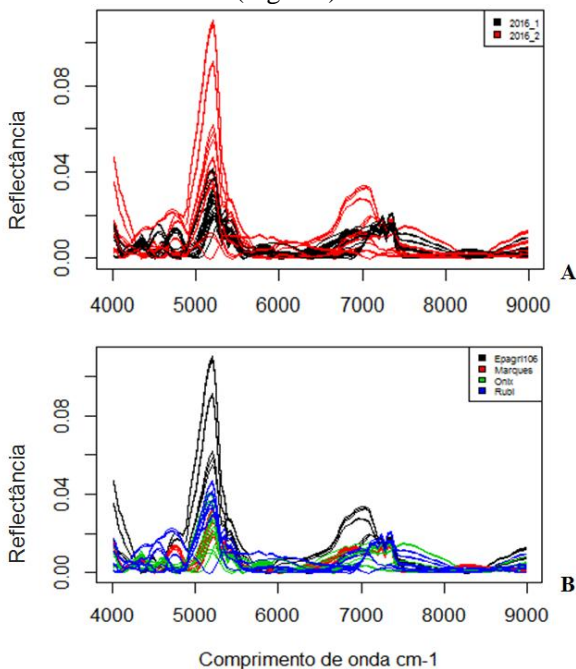 2016_1
2016_2
Reflectância
0.00 0.04 0.08
4000 5000 6000 7000 8000 9000
A
Epagri106
Marques
Onix
Rubi
Reflectância
0.00 0.04 0.08
4000 5000 6000 7000 8000 9000
B
Comprimento de onda cm-1